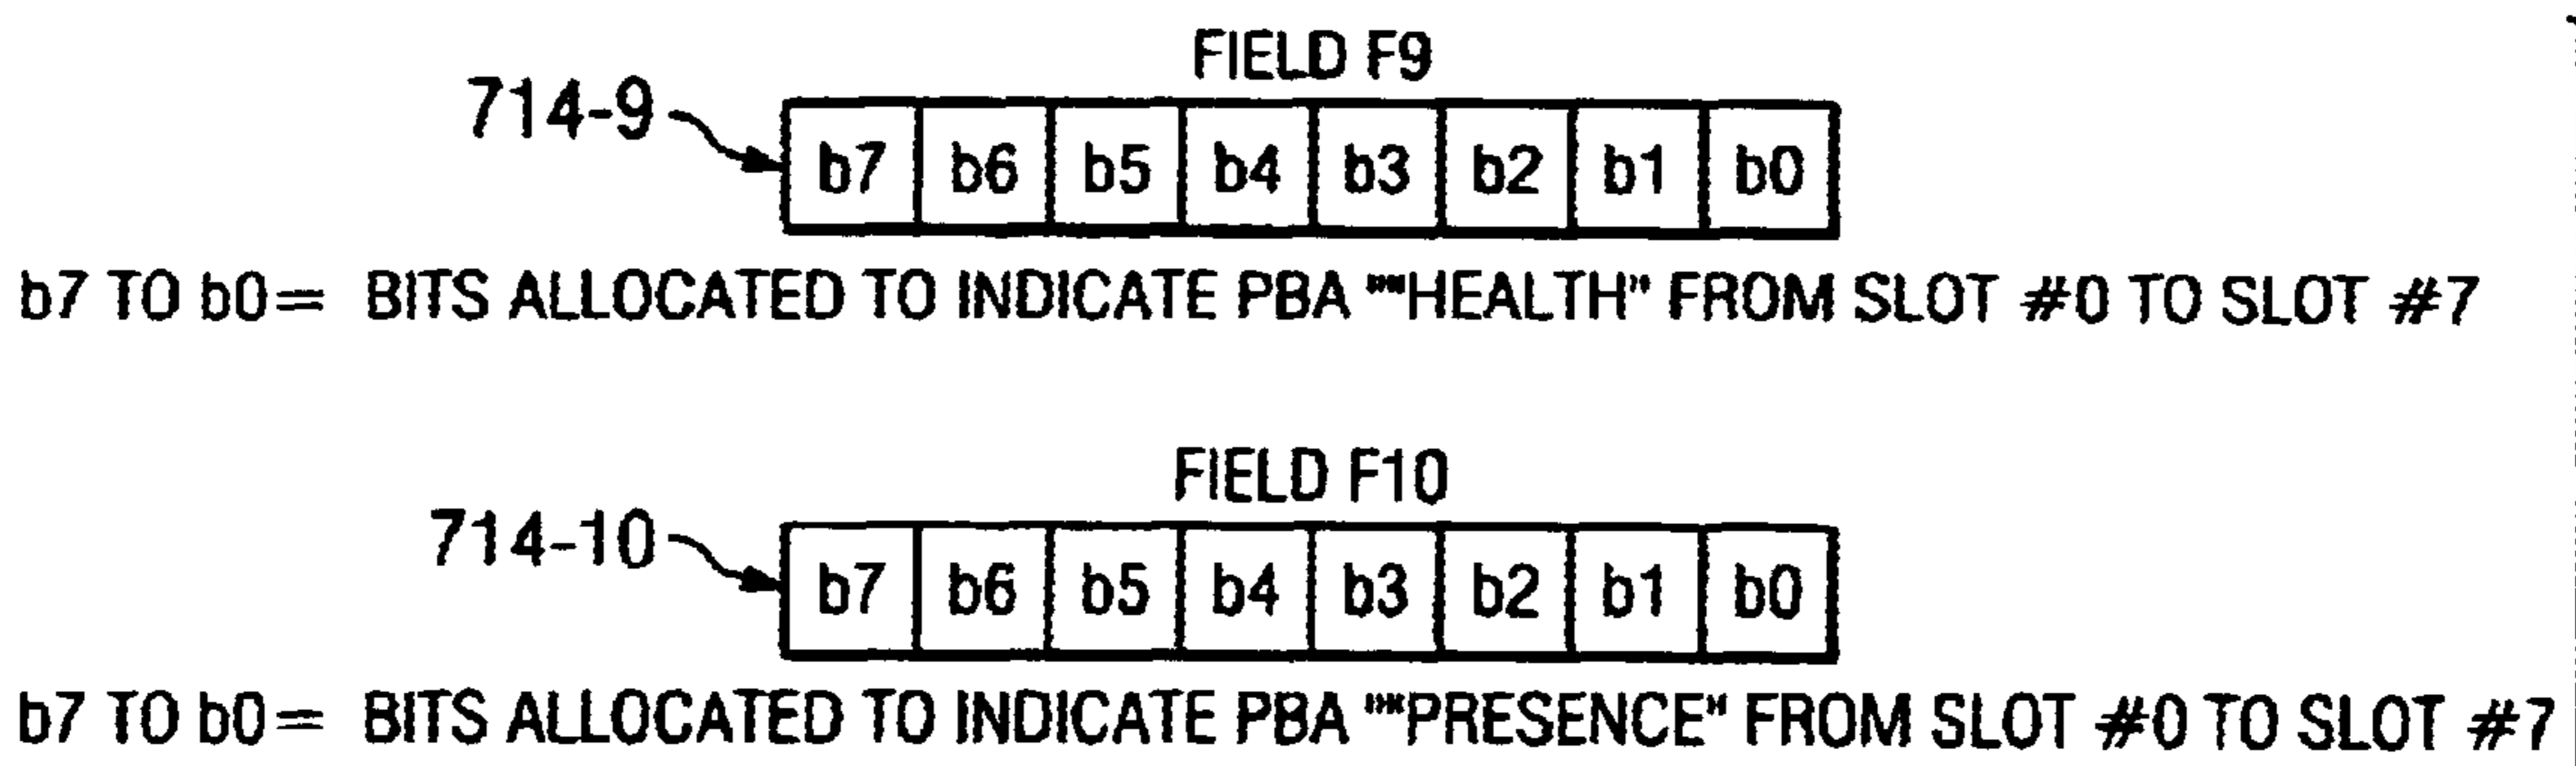 FIELD F9
714-9
b7 b6 b5 b4 b3 b2 b1 b0
b7 TO b0= BITS ALLOCATED TO INDICATE PBA ""HEALTH" FROM SLOT #0 TO SLOT #7
FIELD F10
714-10
b7 b6 b5 b4 b3 b2 b1 b0
b7 TO b0= BITS ALLOCATED TO INDICATE PBA ""PRESENCE" FROM SLOT #0 TO SLOT #7